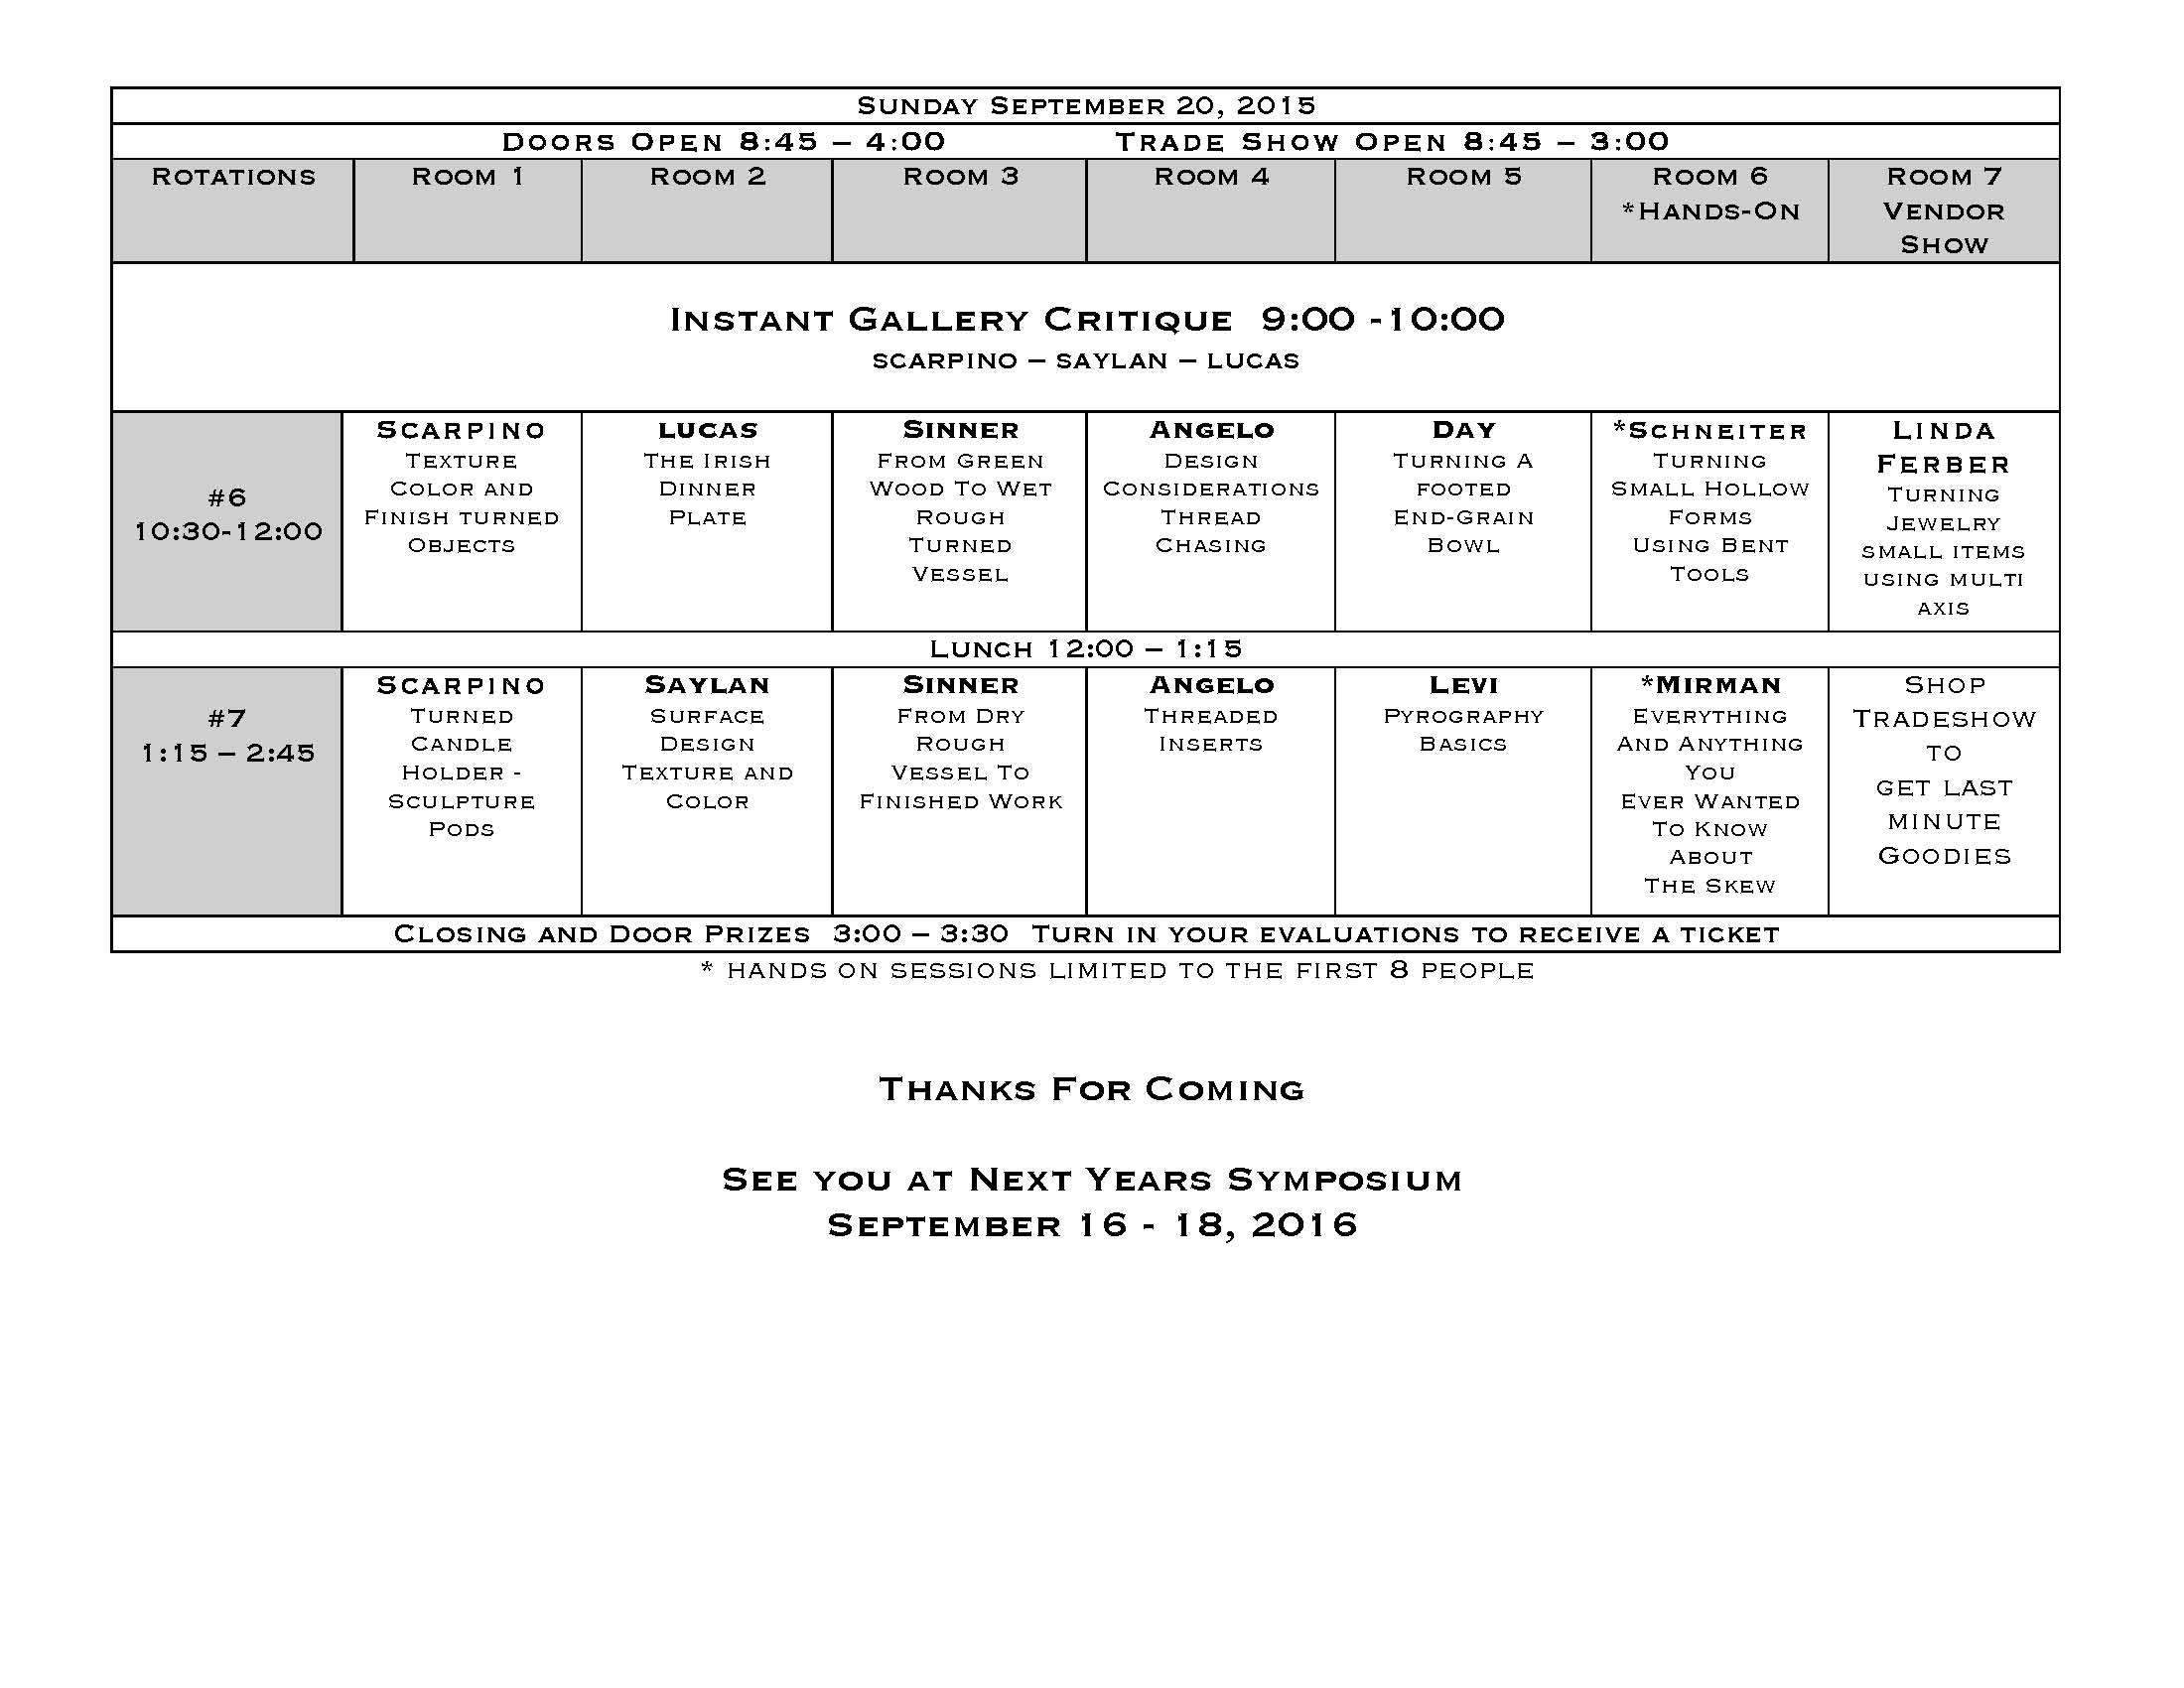 Sunday September 20, 2015
Doors Open 8:45 – 4:00 Trade Show Open 8:45 – 3:00
Rotations
Room 1
Room 2
Room 3
Room 4
Room 5
Room 6
*Hands-On
Room 7
Vendor
Show
Instant Gallery Critique 9:00 -10:00
scarpino – saylan – lucas
#6
10:30-12:00
Scarpino
Texture
Color and
Finish turned
Objects
lucas
The Irish
Dinner
Plate
Sinner
From Green
Wood To Wet
Rough
Turned
Vessel
Angelo
Design
Considerations
Thread
Chasing
Day
Turning A
footed
End-Grain
Bowl
*Schneiter
Turning
Small Hollow
Forms
Using Bent
Tools
Linda
Ferber
Turning
Jewelry
small items
using multi
axis
Lunch 12:00 – 1:15
#7
1:15 – 2:45
Scarpino
Turned
Candle
Holder -
Sculpture
Pods
Saylan
Surface
Design
Texture and
Color
Sinner
From Dry
Rough
Vessel To
Finished Work
Angelo
Threaded
Inserts
Levi
Pyrography
Basics
*Mirman
Everything
And Anything
You
Ever Wanted
To Know
About
The Skew
Shop
Tradeshow
to
get last
minute
Goodies
Closing and Door Prizes 3:00 – 3:30 Turn in your evaluations to receive a ticket
* hands on sessions limited to the first 8 people
Thanks For Coming
See you at Next Years Symposium
September 16 - 18, 2016